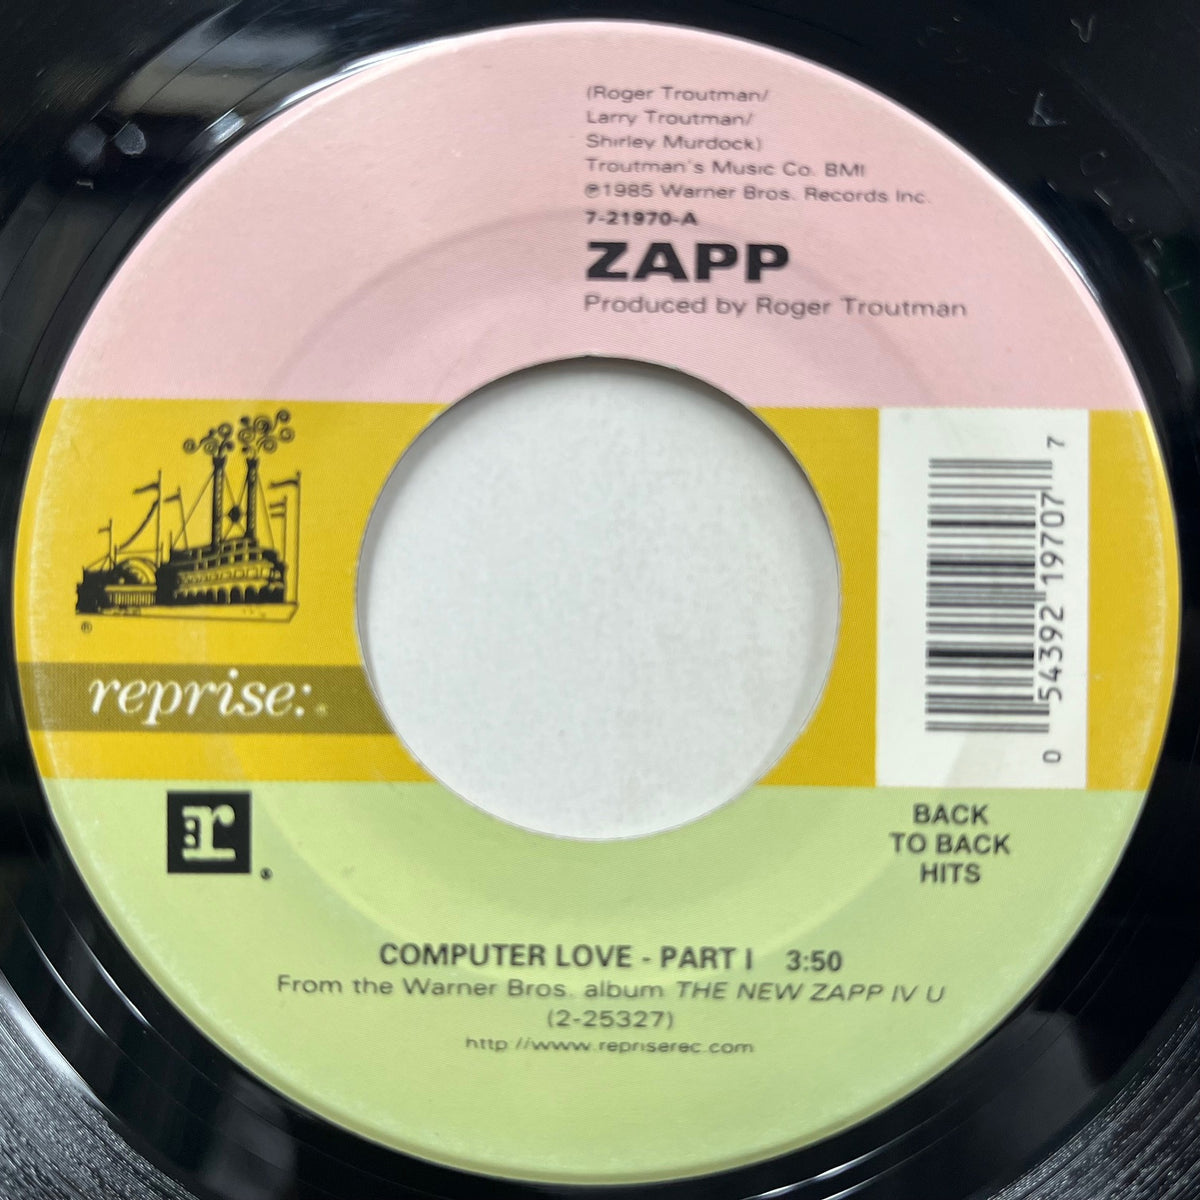 (Roger Troutman/
Larry Troutman/
Shirley Murdock)
Troutman's Music Co. BMI
℗1985 Warner Bros. Records Inc.
7-21970-A
ZAPP
Produced by Roger Troutman
®
reprise:®
r®
0 54392 19707 7
BACK
TO BACK
HITS
COMPUTER LOVE - PART I 3:50
From the Warner Bros. album THE NEW ZAPP IV U
(2-25327)
http://www.repriserec.com